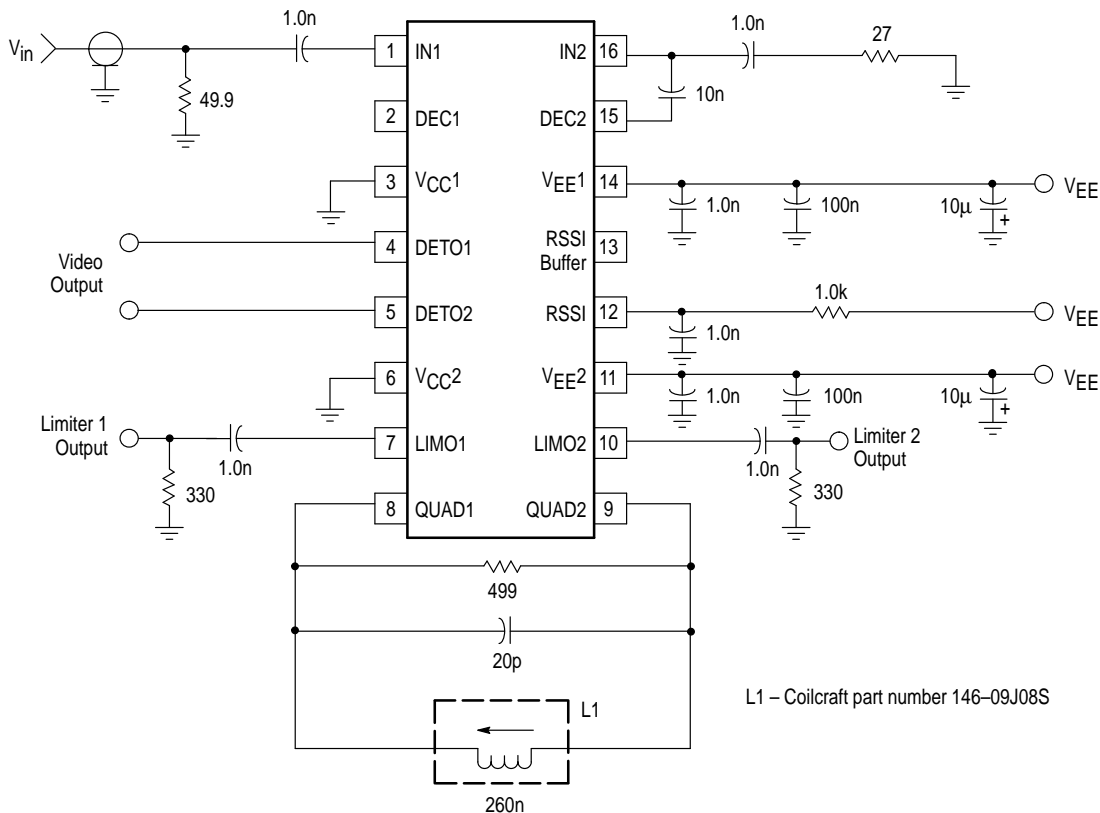 1.0n
V_in
49.9
1 IN1
IN2 16
1.0n
27
10n
2 DEC1
DEC2 15
3 VCC1
VEE1 14
1.0n
100n
10μ
+
VEE
Video
Output
4 DETO1
RSSI
Buffer
13
5 DETO2
RSSI 12
1.0k
1.0n
VEE
6 VCC2
VEE2 11
1.0n
100n
10μ
+
VEE
Limiter 1
Output
1.0n
330
7 LIMO1
LIMO2 10
1.0n
Limiter 2
Output
330
8 QUAD1
QUAD2 9
499
20p
L1
260n
L1 – Coilcraft part number 146–09J08S